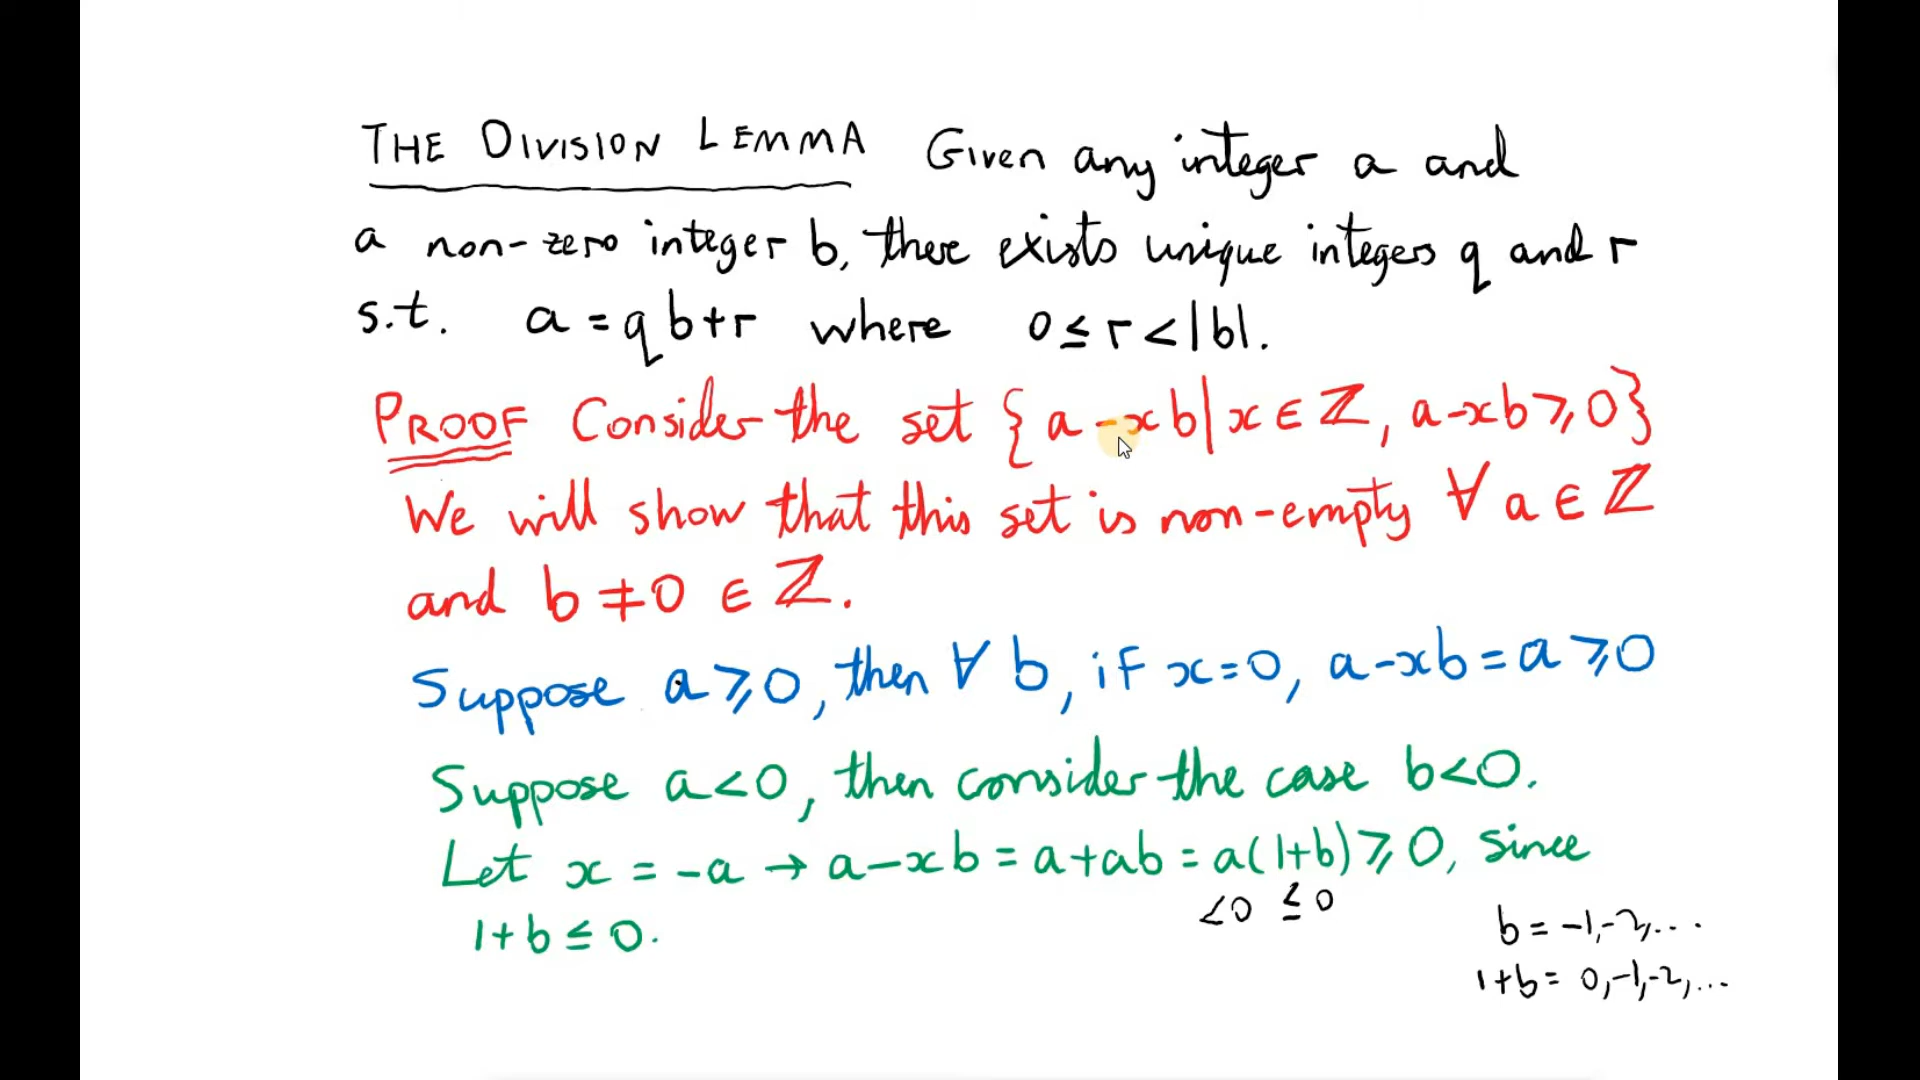 THE DIVISION LEMMA Given any integer a and
a non-zero integer b, there exists unique integers q and r
s.t. a = qb+r where 0 ≤ r < |b|.
PROOF Consider the set {a-xb | x ∈ ℤ, a-xb ⩾ 0}
We will show that this set is non-empty ∀ a ∈ ℤ
and b ≠ 0 ∈ ℤ.
Suppose a ⩾ 0, then ∀ b, if x=0, a-xb = a ⩾ 0
Suppose a < 0, then consider the case b<0.
Let x = -a → a-xb = a+ab = a(1+b) ⩾ 0, since
<0 ≤ 0
1+b ≤ 0.
b = -1,-2,...
1+b = 0,-1,-2,...